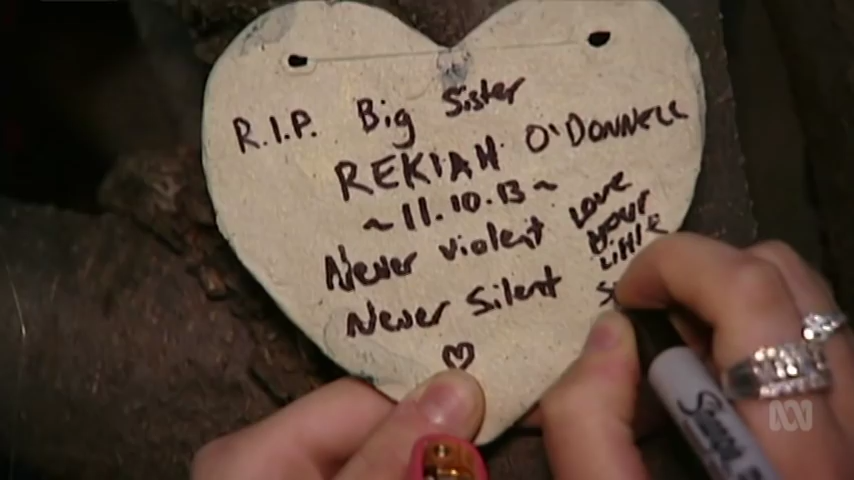 R.I.P. Big Sister
REKIAH O'DONNELL
~11.10.13~
Never violent
Never Silent
♡
Love
your
Little